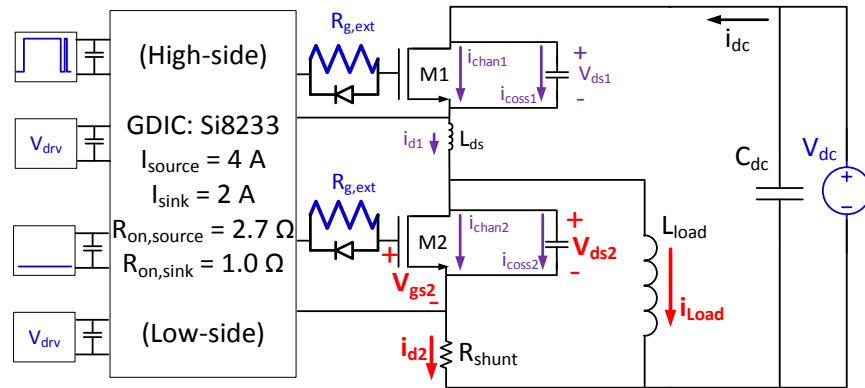 (High-side)
GDIC: Si8233
I_source = 4 A
I_sink = 2 A
R_on,source = 2.7 Ω
R_on,sink = 1.0 Ω
(Low-side)
V_drv
V_drv
R_g,ext
M1
i_chan1
i_coss1
+
V_ds1
-
i_d1
L_ds
R_g,ext
M2
+
V_gs2
-
i_chan2
i_coss2
+
V_ds2
-
i_d2
R_shunt
L_load
i_Load
i_dc
C_dc
V_dc
+
−